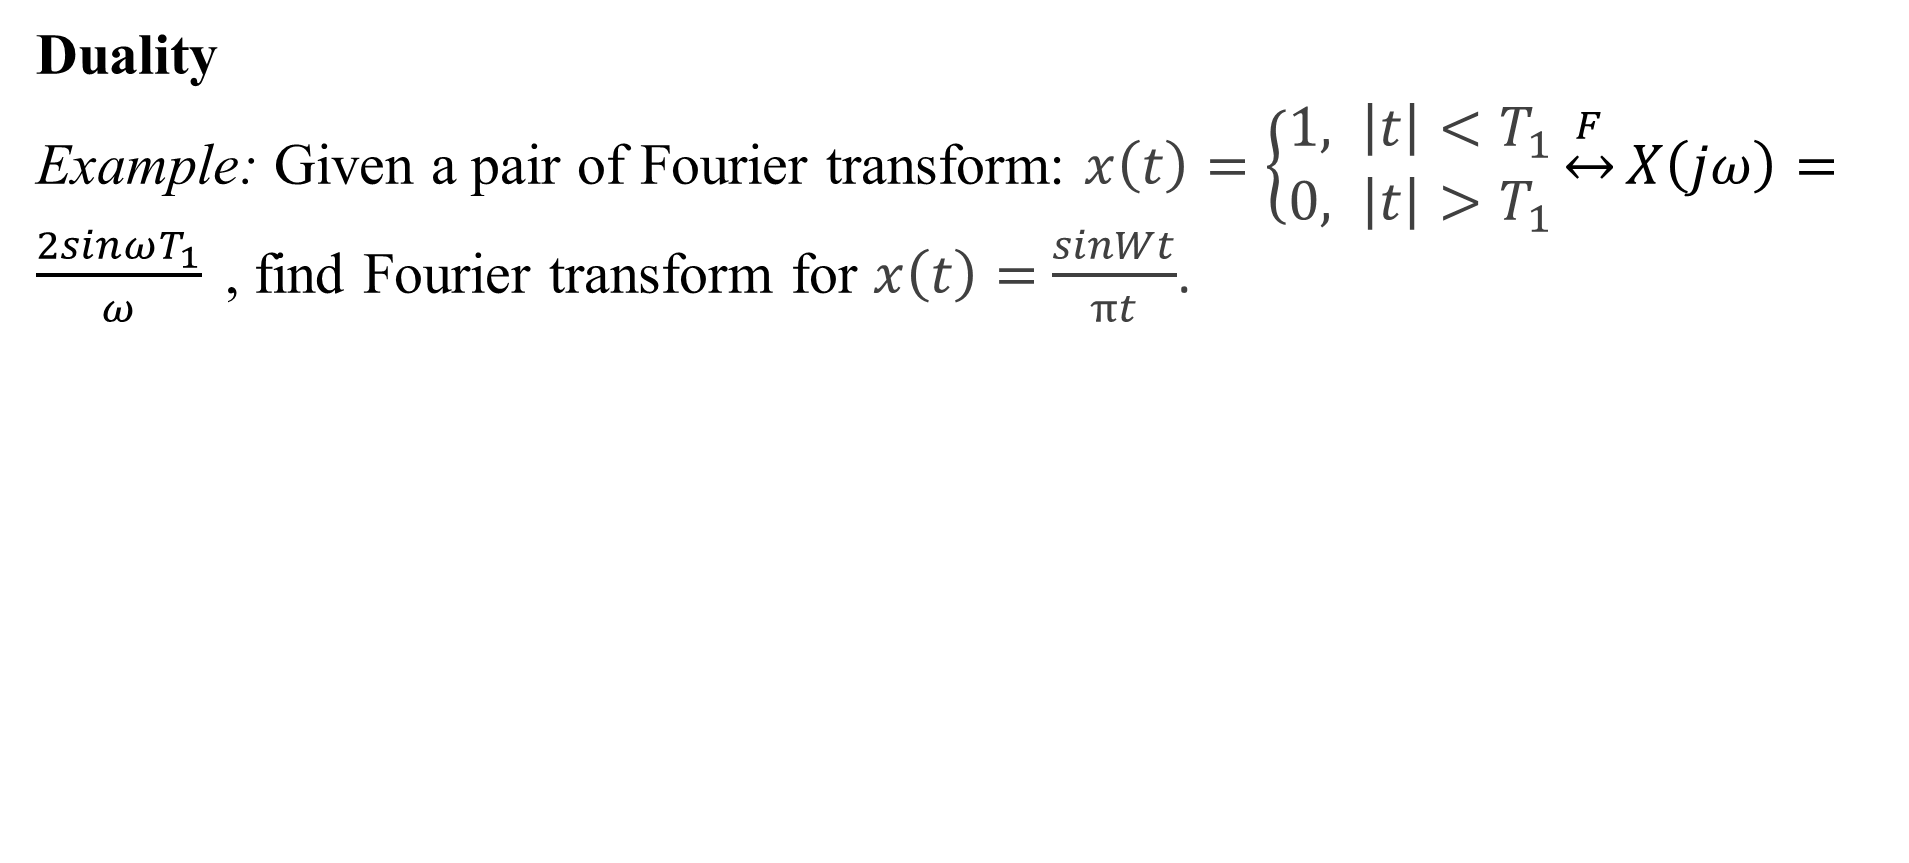 Duality
Example: Given a pair of Fourier transform: x(t) = {1, |t| < T₁ 0, |t| > T₁ F ↔ X(jω) =
2sinωT₁/ω , find Fourier transform for x(t) = sinWt/πt.